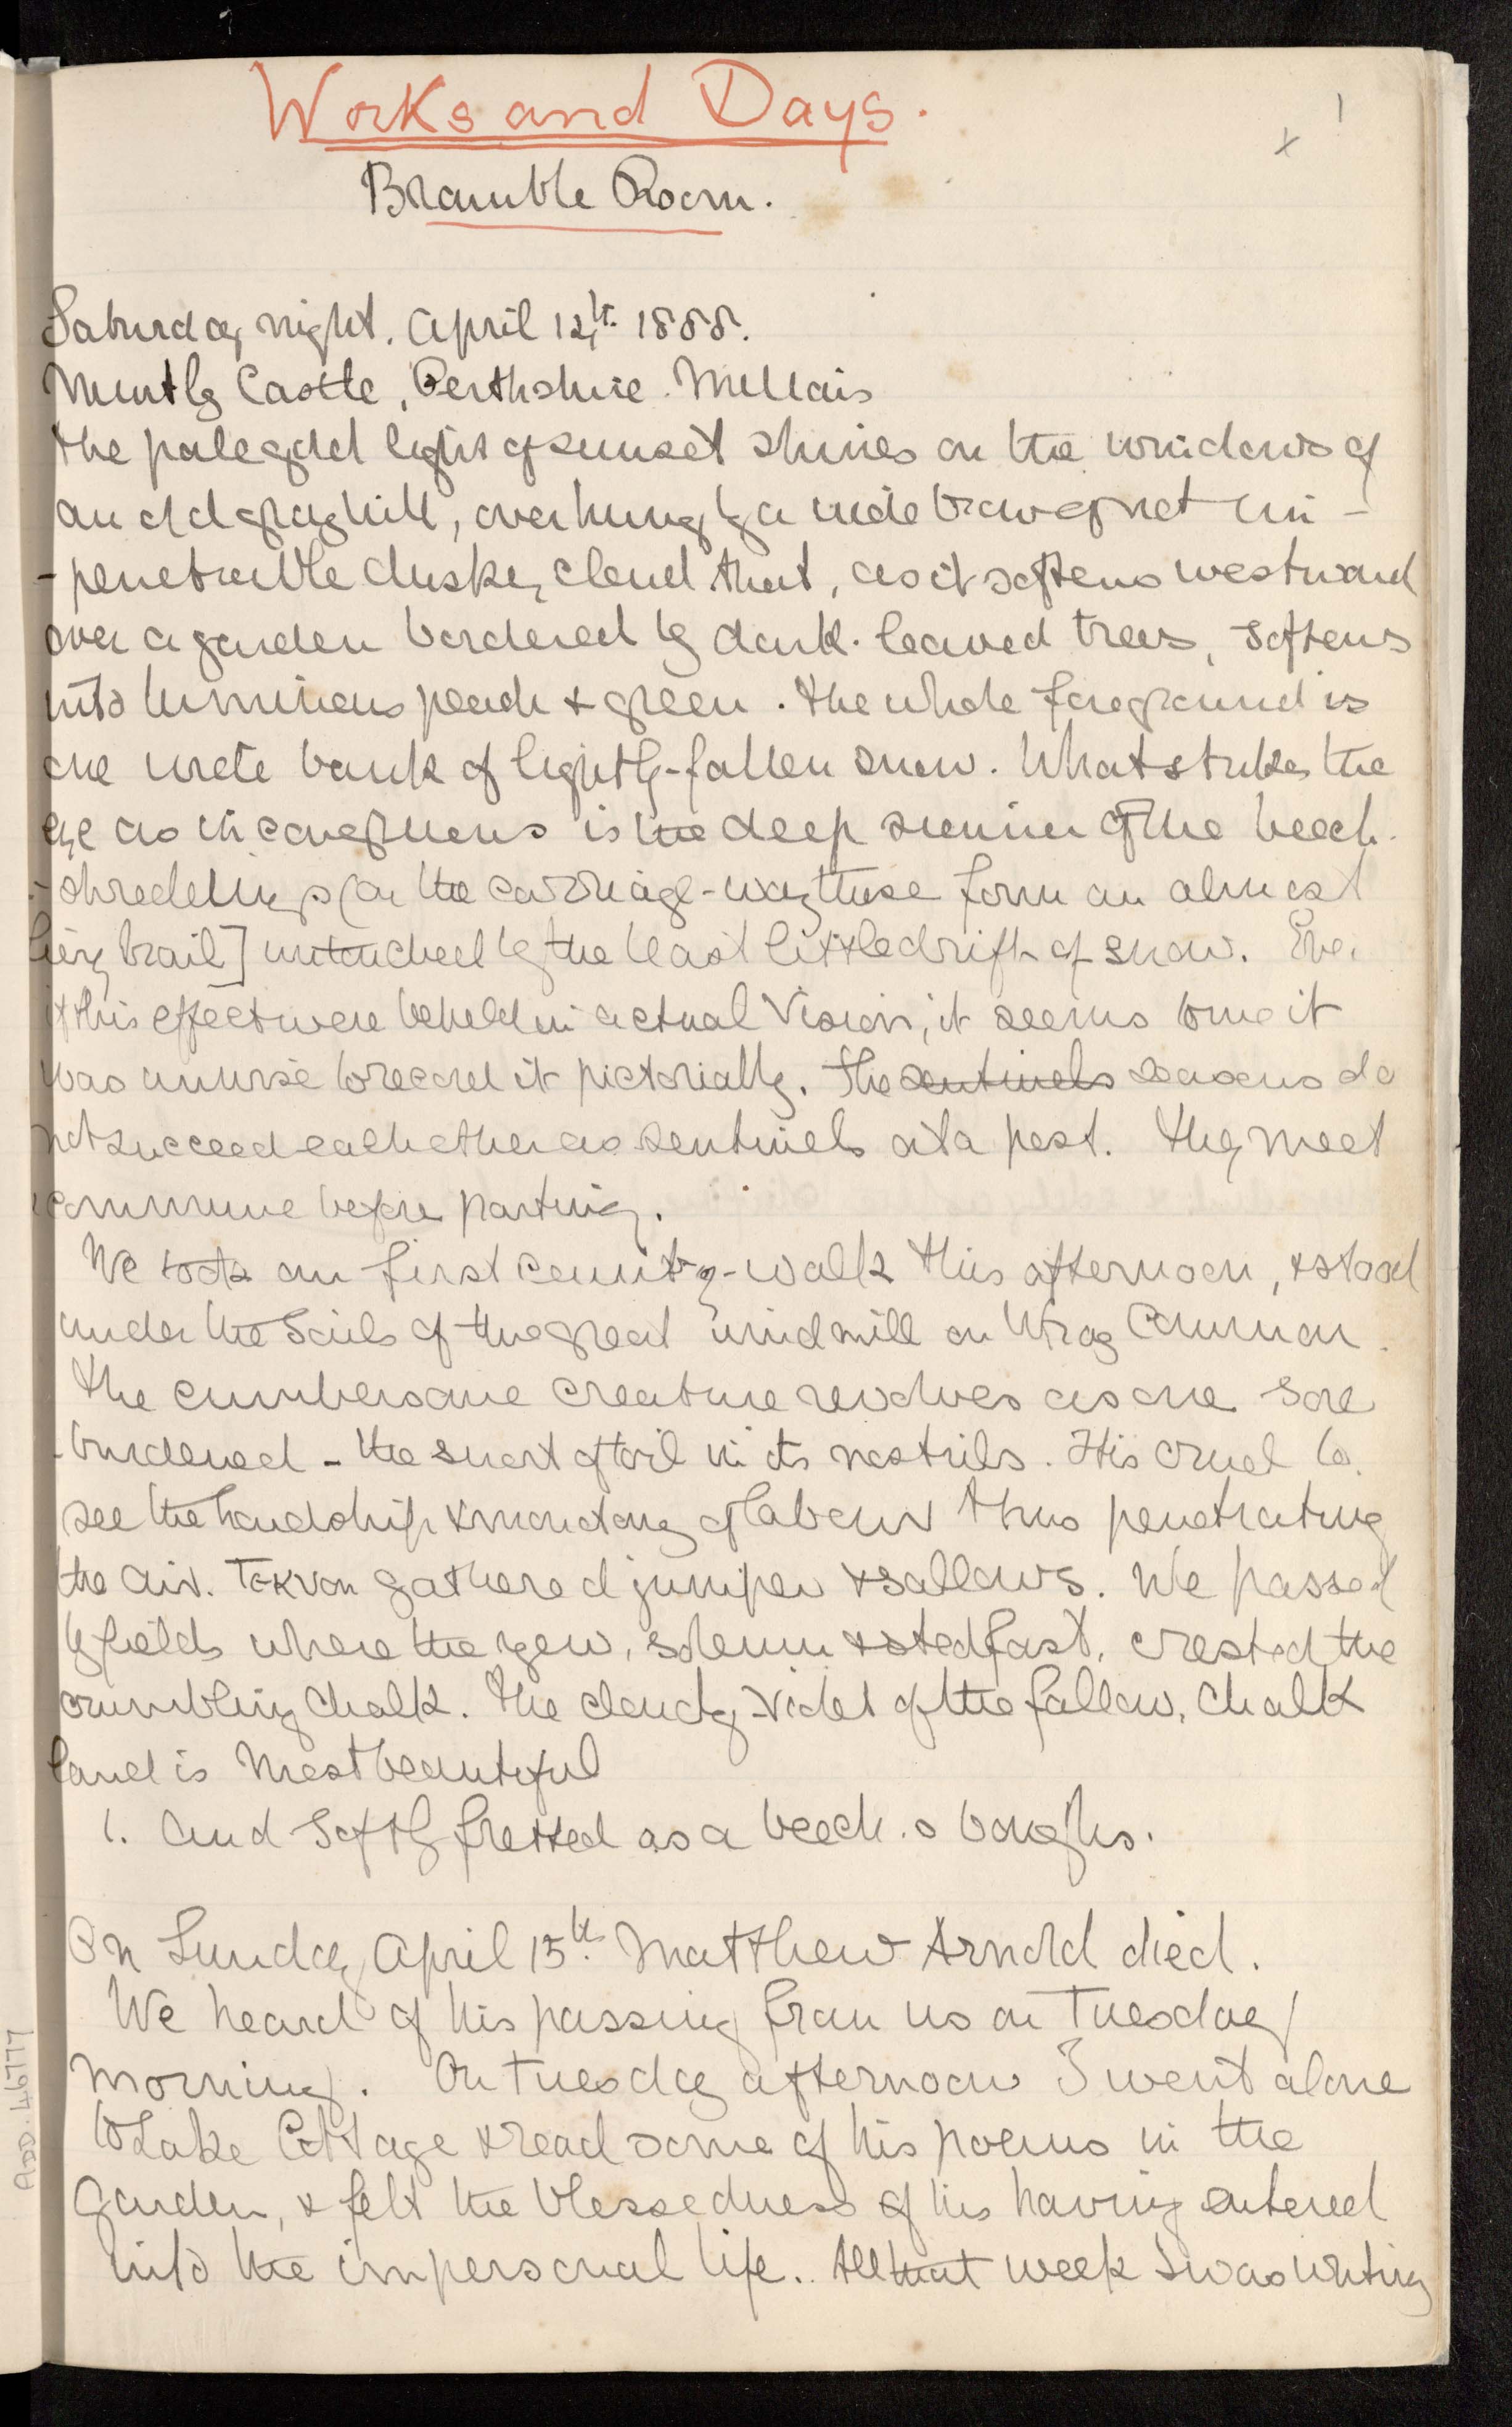 Works and Days.
1
x
Bramble Room.
Saturday night. April 12th 1888.
Murtly Castle, Perthshire. Millais
The pale gold light of sunset shines on the windows of
an old gray hill, overhung by a wide brow of wet im-
-penetrable dusky cloud that, as it softens westward
over a garden bordered by dark-leaved trees, softens
into luminous peach & green. The whole foreground is
one wide bank of lightly-fallen snow. What strikes the
eye as incongruous is the deep sienna of the beech-
shreddings (on the carriage-way these form an almost
fiery trail] untouched by the least little drift of snow. Even
if this effect were beheld in actual vision, it seems to me it
was unwise to record it pictorially. The sentinels seasons do
not succeed each other as sentinels at a post. They meet
commune before parting.
We took our first country-walk this afternoon, & stood
under the Sails of the great windmill on Wray Common.
The cumbersome creature revolves as one sore
burdened – the snort of toil in its nostrils. It is cruel to
see the hardship & monotony of labour thus penetrating
the air. Τέκνον gathered juniper & sallows. We passed
by fields where the yew, solemn & stedfast, crested the
crumbling chalk. The cloudy violet of the fallow, chalk
land is most beautiful
1. And softly fretted as a beech's boughs.
On Sunday April 15th Matthew Arnold died.
We heard of his passing from us on Tuesday
morning. On Tuesday afternoon I went alone
to Lake Cottage & read some of his poems in the
garden, & felt the blessedness of his having entered
into the impersonal life. All that week I was writing
ADD. 46777